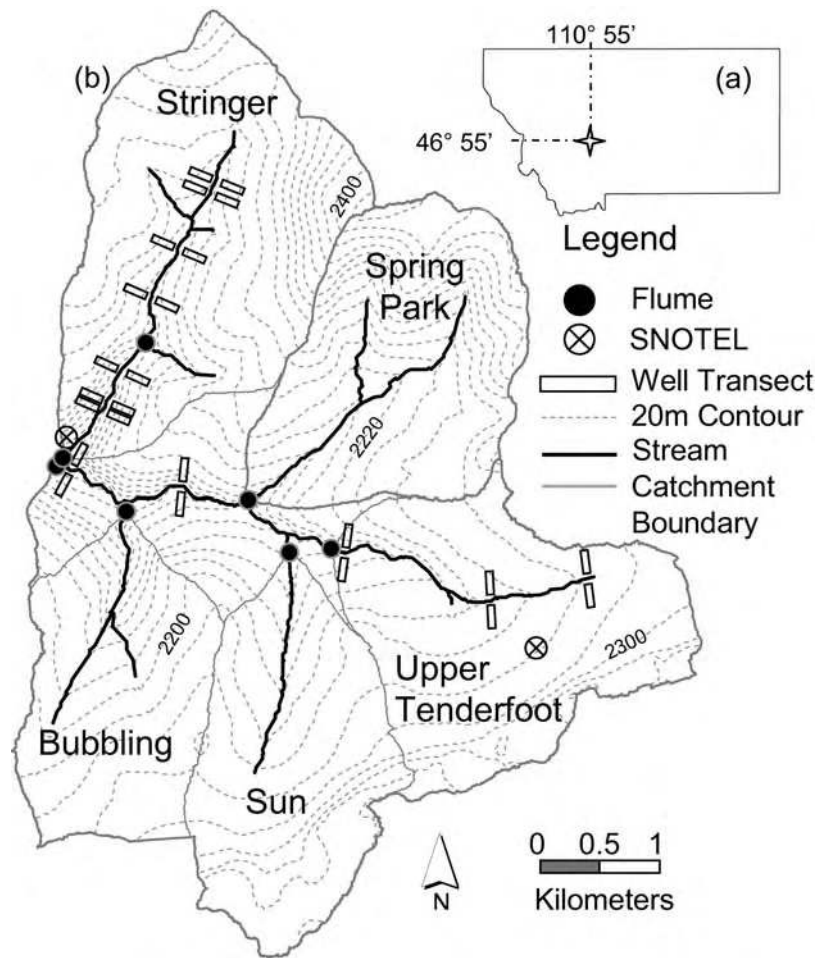 110° 55'
(b)
(a)
Stringer
46° 55'
2400
Legend
Spring
Park
Flume
SNOTEL
Well Transect
20m Contour
2220
Stream
Catchment
Boundary
2200
2300
Upper
Tenderfoot
Bubbling
Sun
0 0.5 1
N
Kilometers